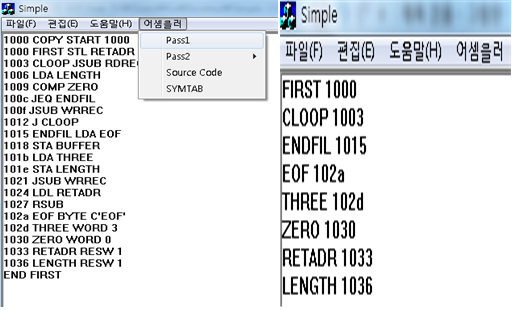 Simple
파일(F) 편집(E) 도움말(H) 어셈블러
Pass1
Pass2
Source Code
SYMTAB
1000 COPY START 1000
1000 FIRST STL RETADR
1003 CLOOP JSUB RDREC
1006 LDA LENGTH
1009 COMP ZERO
100c JEQ ENDFIL
100f JSUB WRREC
1012 J CLOOP
1015 ENDFIL LDA EOF
1018 STA BUFFER
101b LDA THREE
101e STA LENGTH
1021 JSUB WRREC
1024 LDL RETADR
1027 RSUB
102a EOF BYTE C'EOF'
102d THREE WORD 3
1030 ZERO WORD 0
1033 RETADR RESW 1
1036 LENGTH RESW 1
END FIRST
Simple
파일(F) 편집(E) 도움말(H) 어셈블러
FIRST 1000
CLOOP 1003
ENDFIL 1015
EOF 102a
THREE 102d
ZERO 1030
RETADR 1033
LENGTH 1036